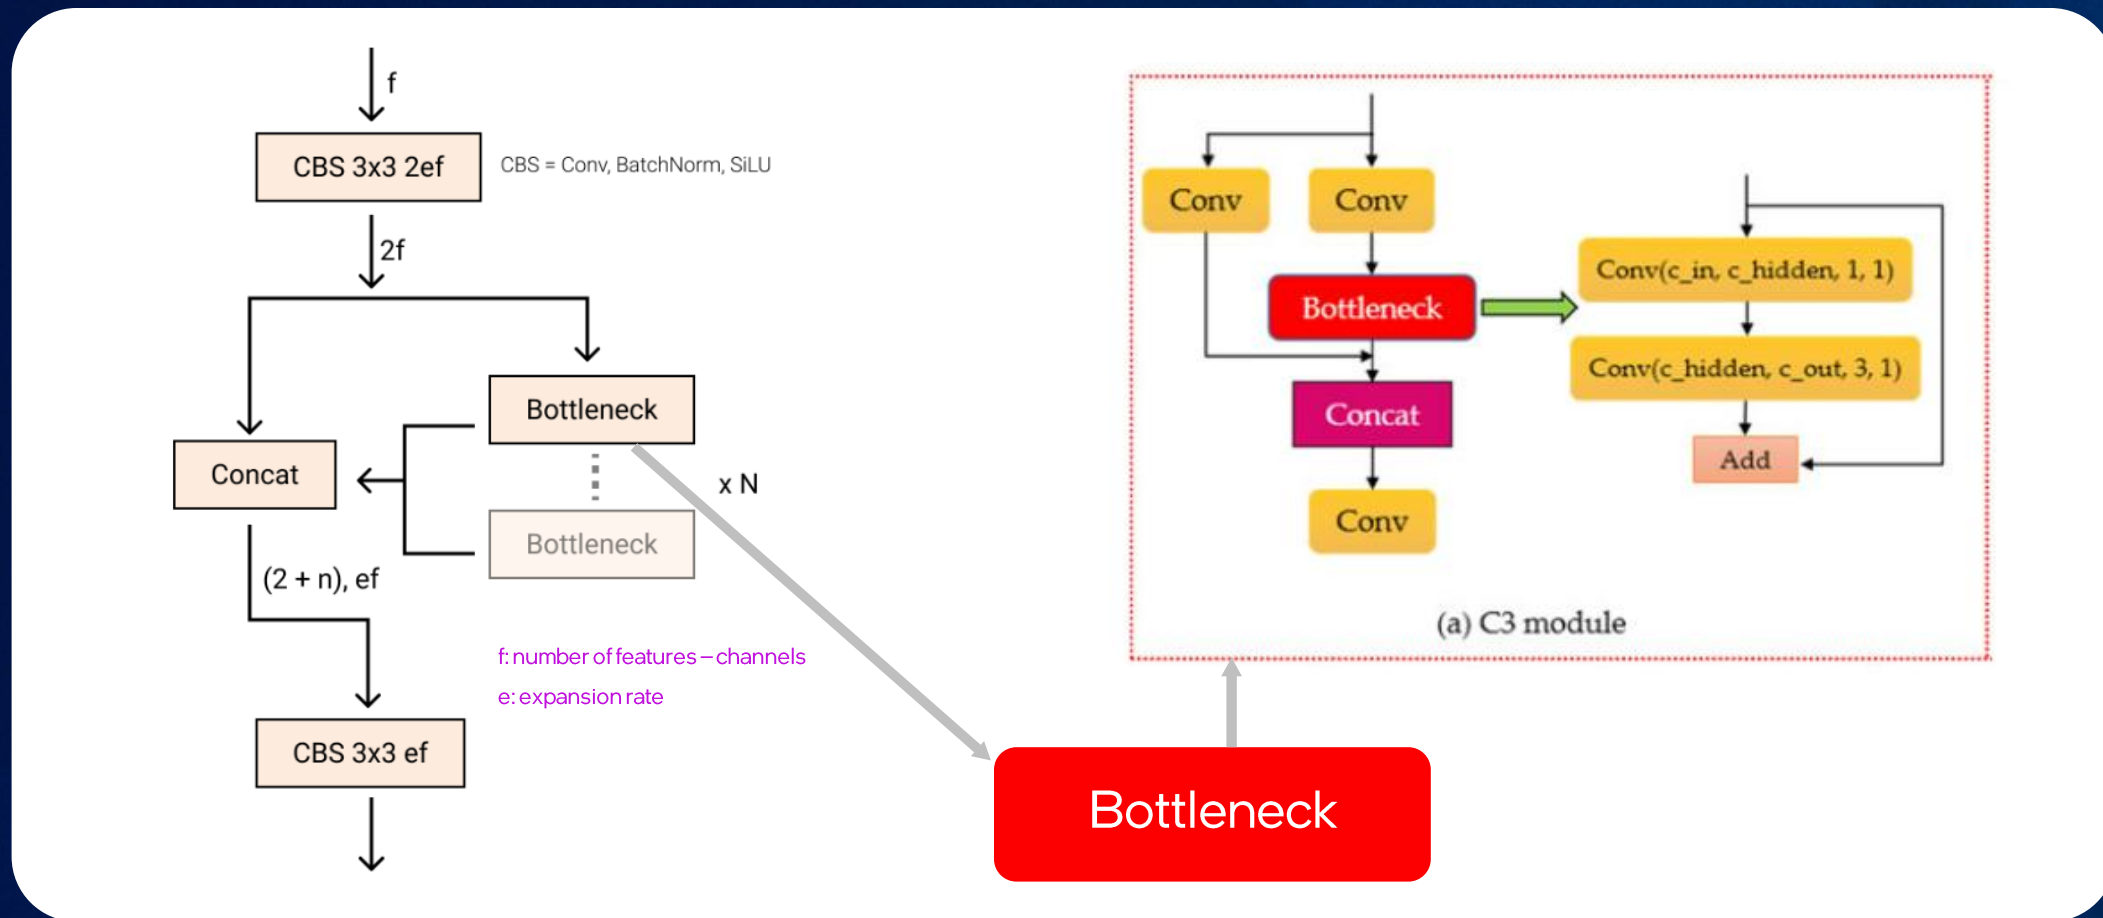 f
CBS 3x3 2ef
CBS = Conv, BatchNorm, SiLU
2f
Bottleneck
Concat
x N
Bottleneck
(2 + n), ef
f: number of features – channels
e: expansion rate
CBS 3x3 ef
Conv
Conv
Bottleneck
Concat
Conv
Conv(c_in, c_hidden, 1, 1)
Conv(c_hidden, c_out, 3, 1)
Add
(a) C3 module
Bottleneck